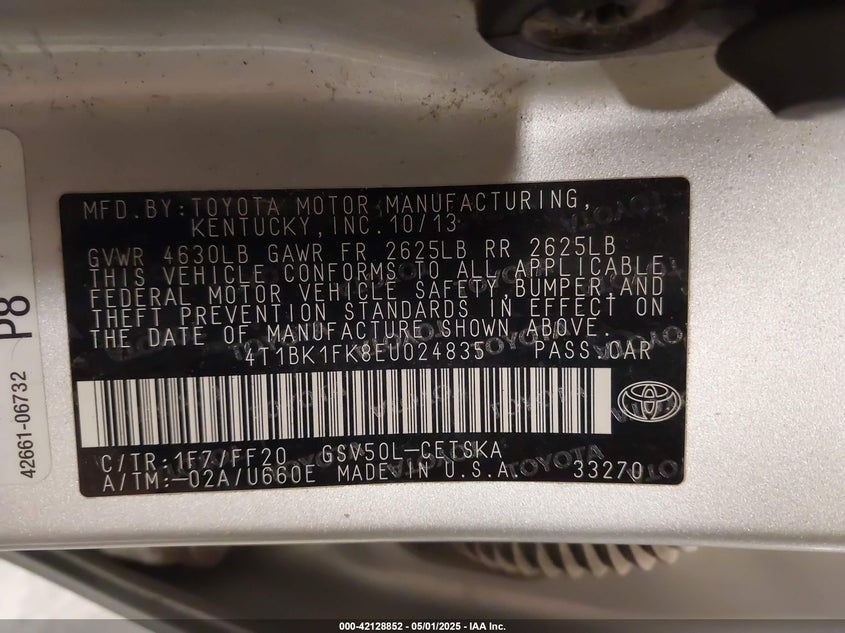 MFD.BY:TOYOTA MOTOR MANUFACTURING,
KENTUCKY,INC.10/13
GVWR 4630LB GAWR FR 2625LB RR 2625LB
THIS VEHICLE CONFORMS TO ALL APPLICABLE
FEDERAL MOTOR VEHICLE SAFETY,BUMPER,AND
THEFT PREVENTION STANDARDS IN EFFECT ON
THE DATE OF MANUFACTURE SHOWN ABOVE.
4T1BK1FK8EU024835 PASS.CAR
C/TR:1F7/FF20 GSV50L-CETSKA
A/TM:-02A/U660E MADE IN U.S.A. 33270
TOYOTA
P8
42661-06732
000-42128852 - 05/01/2025 - IAA Inc.